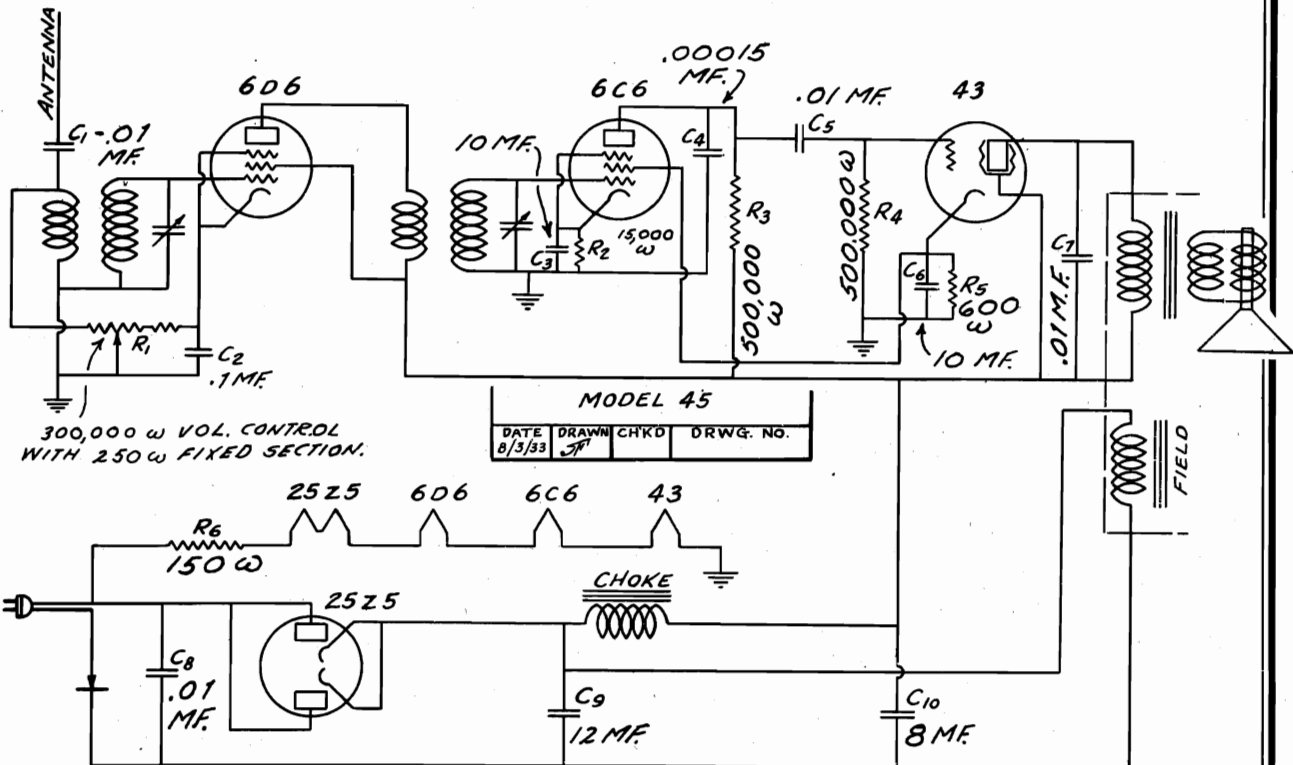 ANTENNA
C1-.01
MF.
6D6
10 MF.
6C6
.00015
MF.
C4
.01 MF.
C5
43
C3
R2
15,000
ω
R3
500,000
ω
R4
500,000ω
C6
R5
600
ω
10 MF.
C7
.01 M.F.
R1
C2
.1MF.
300,000 ω VOL. CONTROL
WITH 250 ω FIXED SECTION.
MODEL 45
DATE DRAWN CH'KD DRWG. NO.
8/3/33 JF
FIELD
25Z5 6D6 6C6 43
R6
150 ω
25Z5
CHOKE
C8
.01
MF.
C9
12 MF.
C10
8 MF.